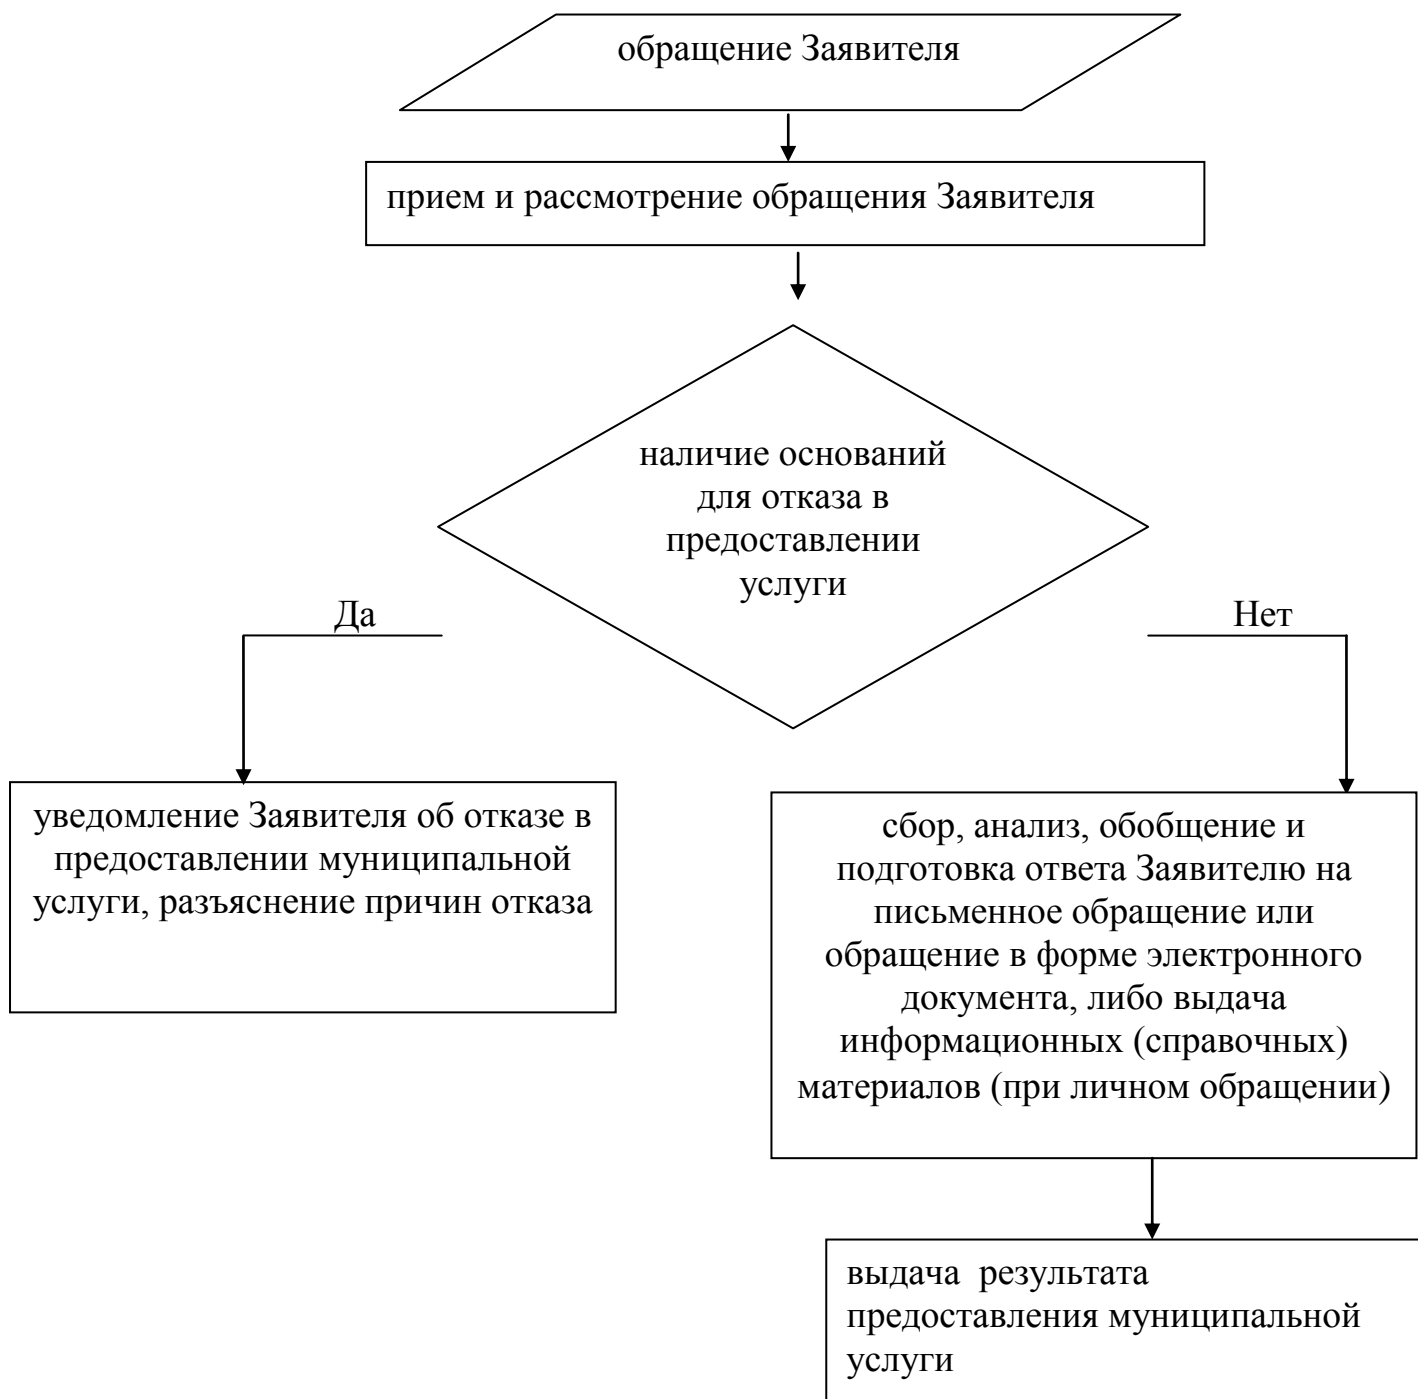 обращение Заявителя
прием и рассмотрение обращения Заявителя
наличие оснований
для отказа в
предоставлении
услуги
Да
Нет
уведомление Заявителя об отказе в
предоставлении муниципальной
услуги, разъяснение причин отказа
сбор, анализ, обобщение и
подготовка ответа Заявителю на
письменное обращение или
обращение в форме электронного
документа, либо выдача
информационных (справочных)
материалов (при личном обращении)
выдача  результата
предоставления муниципальной
услуги